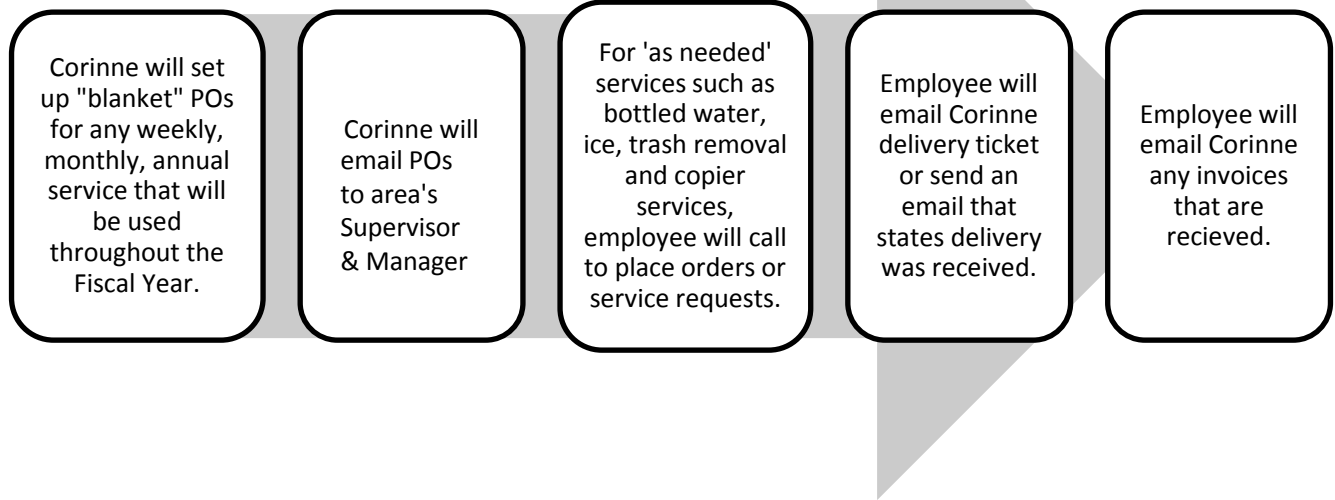 Corinne will set
up "blanket" POs
for any weekly,
monthly, annual
service that will
be used
throughout the
Fiscal Year.
Corinne will
email POs
to area's
Supervisor
& Manager
For 'as needed'
services such as
bottled water,
ice, trash removal
and copier
services,
employee will call
to place orders or
service requests.
Employee will
email Corinne
delivery ticket
or send an
email that
states delivery
was received.
Employee will
email Corinne
any invoices
that are
recieved.